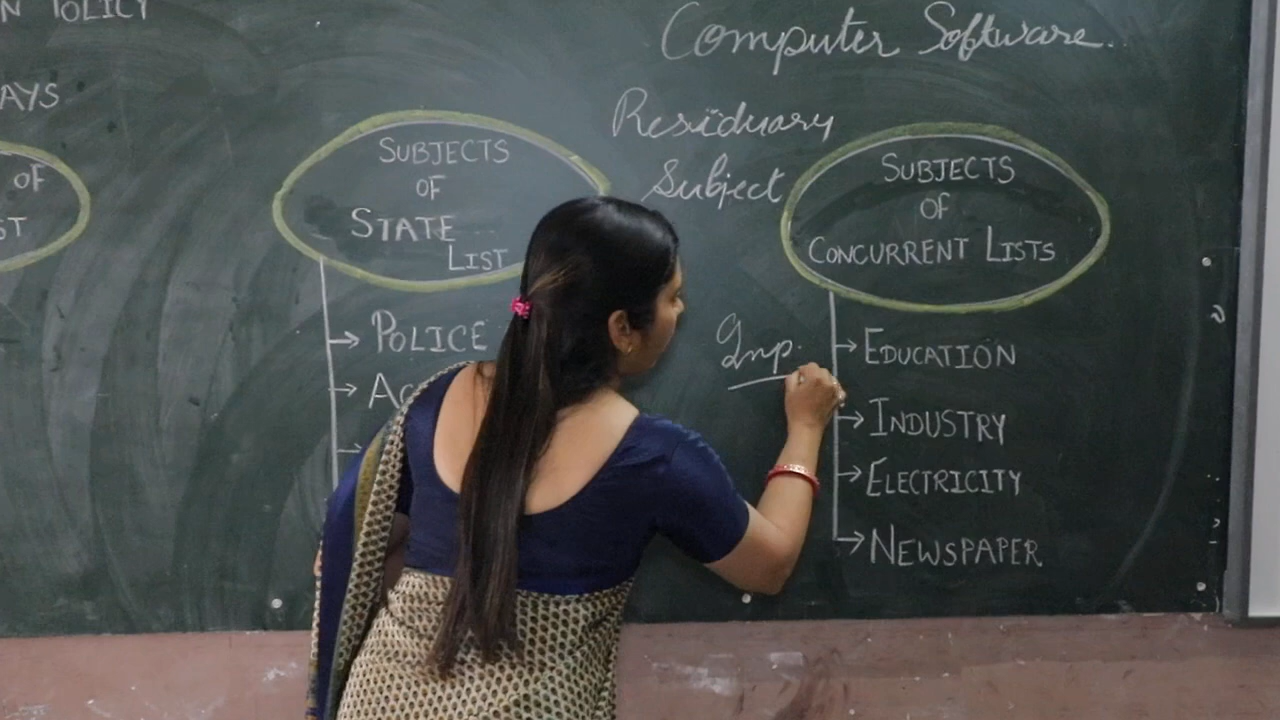 N POLICY
AYS
OF
ST
Computer Software..
Residuary
Subject
SUBJECTS
OF
STATE
LIST
POLICE
AC
SUBJECTS
OF
CONCURRENT LISTS
Imp.
EDUCATION
INDUSTRY
ELECTRICITY
NEWSPAPER